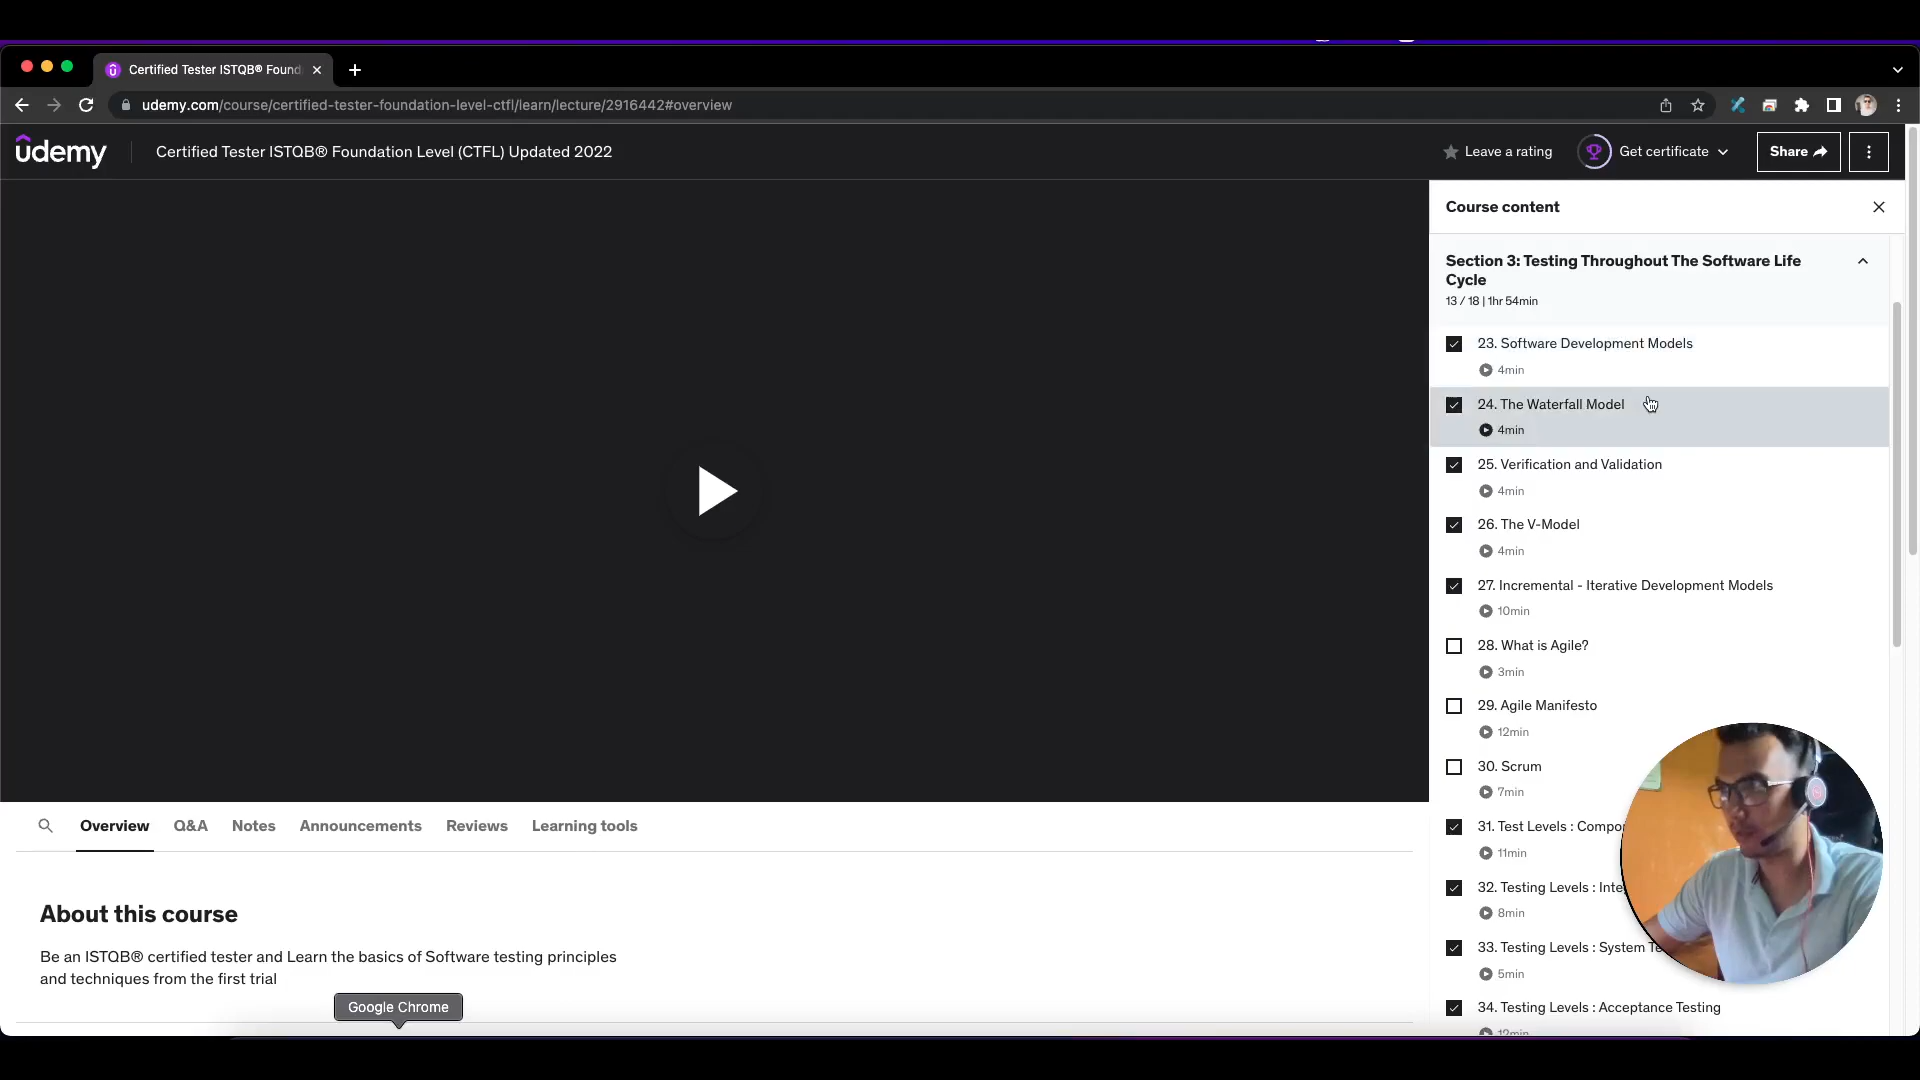 Certified Tester ISTQB® Found
udemy.com/course/certified-tester-foundation-level-ctfl/learn/lecture/2916442#overview
udemy
Certified Tester ISTQB® Foundation Level (CTFL) Updated 2022
Leave a rating
Get certificate
Share
Course content
Section 3: Testing Throughout The Software Life
Cycle
13 / 18 | 1hr 54min
23. Software Development Models
4min
24. The Waterfall Model
4min
25. Verification and Validation
4min
26. The V-Model
4min
27. Incremental - Iterative Development Models
10min
28. What is Agile?
3min
29. Agile Manifesto
12min
30. Scrum
7min
31. Test Levels : Compo
11min
32. Testing Levels : Inte
8min
33. Testing Levels : System Te
5min
34. Testing Levels : Acceptance Testing
12min
Overview
Q&A
Notes
Announcements
Reviews
Learning tools
About this course
Be an ISTQB® certified tester and Learn the basics of Software testing principles
and techniques from the first trial
Google Chrome